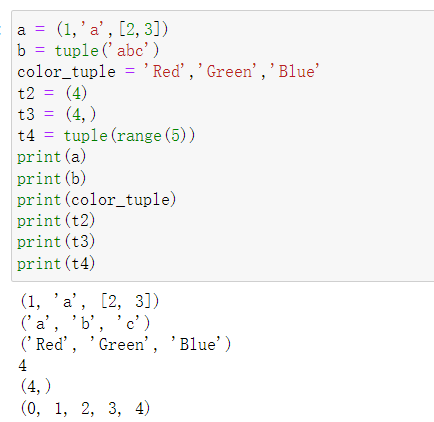 a = (1,'a',[2,3])
b = tuple('abc')
color_tuple = 'Red','Green','Blue'
t2 = (4)
t3 = (4,)
t4 = tuple(range(5))
print(a)
print(b)
print(color_tuple)
print(t2)
print(t3)
print(t4)
(1, 'a', [2, 3])
('a', 'b', 'c')
('Red', 'Green', 'Blue')
4
(4,)
(0, 1, 2, 3, 4)